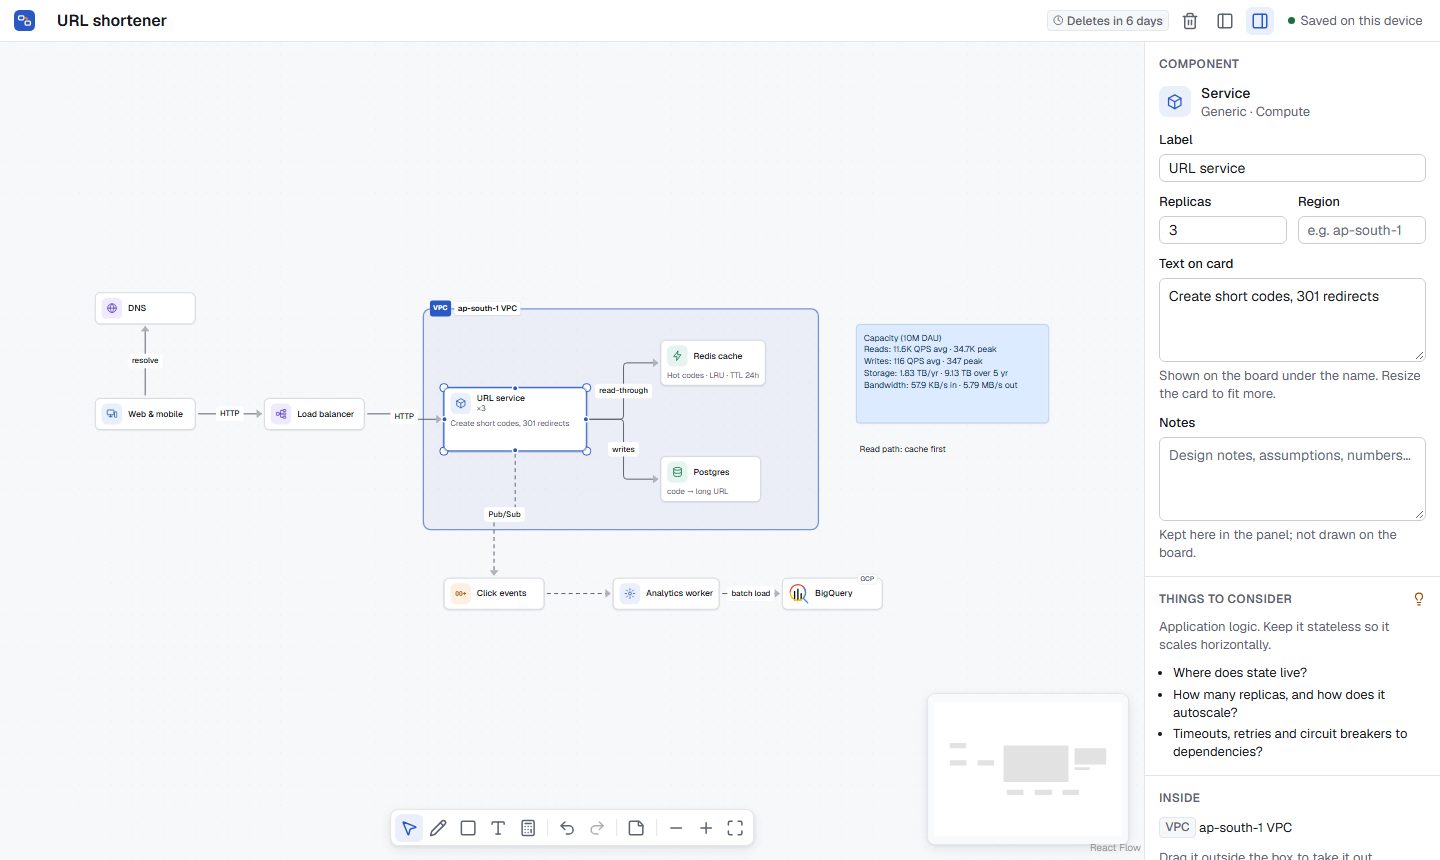 URL shortener
Deletes in 6 days
Saved on this device
DNS
resolve
Web & mobile
HTTP
Load balancer
HTTP
VPC
ap-south-1 VPC
URL service
×3
Create short codes, 301 redirects
read-through
Redis cache
Hot codes · LRU · TTL 24h
writes
Postgres
code → long URL
Pub/Sub
Click events
Analytics worker
batch load
GCP
BigQuery
Capacity (10M DAU)
Reads: 11.6K QPS avg · 34.7K peak
Writes: 116 QPS avg · 347 peak
Storage: 1.83 TB/yr · 9.13 TB over 5 yr
Bandwidth: 57.9 KB/s in · 5.79 MB/s out
Read path: cache first
React Flow
COMPONENT
Service
Generic · Compute
Label
URL service
Replicas
Region
3
e.g. ap-south-1
Text on card
Create short codes, 301 redirects
Shown on the board under the name. Resize
the card to fit more.
Notes
Design notes, assumptions, numbers...
Kept here in the panel; not drawn on the
board.
THINGS TO CONSIDER
Application logic. Keep it stateless so it
scales horizontally.
Where does state live?
How many replicas, and how does it
autoscale?
Timeouts, retries and circuit breakers to
dependencies?
INSIDE
VPC ap-south-1 VPC
Drag it outside the box to take it out.